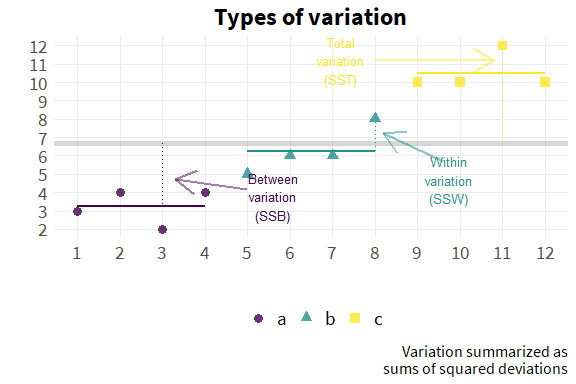 Types of variation
12
11
10
9
8
7
6
5
4
3
2
Total
variation
(SST)
Between
variation
(SSB)
Within
variation
(SSW)
1 2 3 4 5 6 7 8 9 10 11 12
a b c
Variation summarized as
sums of squared deviations